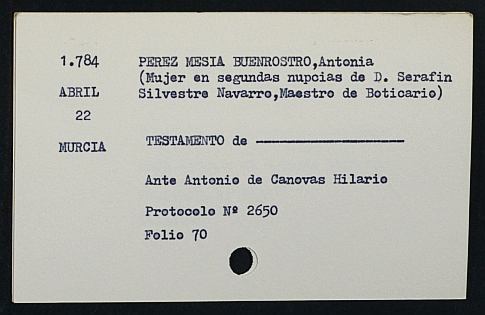 1.784 PEREZ MESIA BUENROSTRO,Antonia
(Mujer en segundas nupcias de D. Serafin
ABRIL Silvestre Navarro,Maestro de Boticario)
22
MURCIA TESTAMENTO de ————————————
Ante Antonio de Canovas Hilario
Protocolo Nº 2650
Folio 70